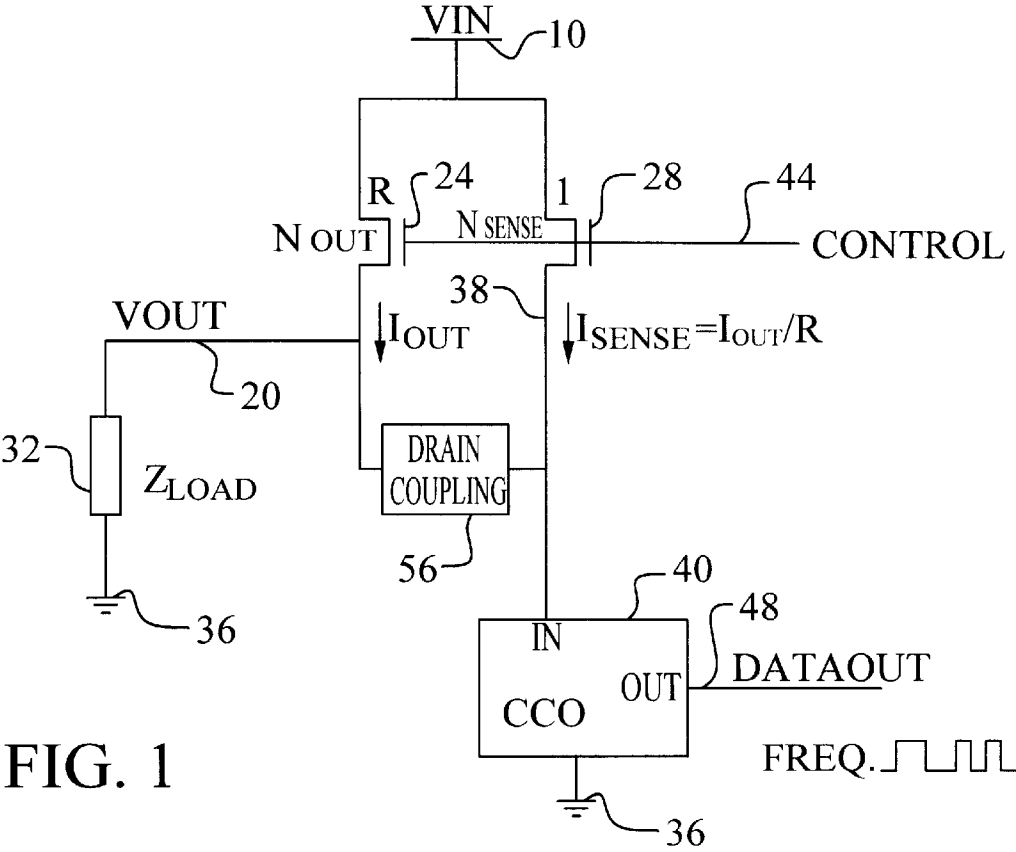 VIN 10
R 24 1 28 44
N OUT N SENSE CONTROL
38
VOUT I OUT I SENSE = I OUT /R
20
32 Z LOAD DRAIN COUPLING
56
36
40
IN 48
OUT DATAOUT
CCO
FIG. 1 FREQ.
36